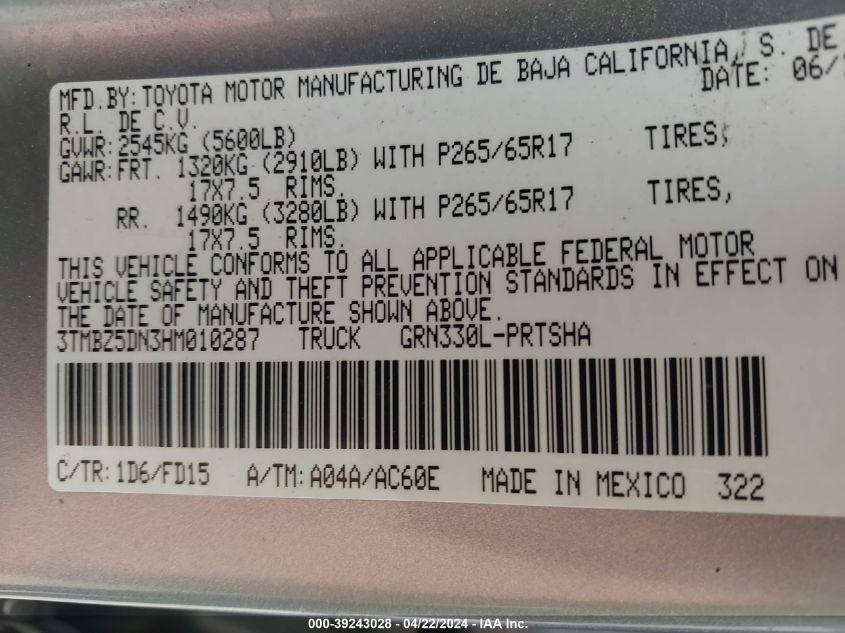 MFD.BY: TOYOTA MOTOR MANUFACTURING DE BAJA CALIFORNIA, S. DE
R.L. DE C.V. DATE: 06/
GVWR: 2545KG (5600LB)
GAWR: FRT. 1320KG (2910LB) WITH P265/65R17 TIRES,
17X7.5 RIMS.
RR. 1490KG (3280LB) WITH P265/65R17 TIRES,
17X7.5 RIMS.
THIS VEHICLE CONFORMS TO ALL APPLICABLE FEDERAL MOTOR
VEHICLE SAFETY AND THEFT PREVENTION STANDARDS IN EFFECT ON
THE DATE OF MANUFACTURE SHOWN ABOVE.
3TMBZ5DN3HM010287 TRUCK GRN330L-PRTSHA
C/TR: 1D6/FD15 A/TM: A04A/AC60E MADE IN MEXICO 322
000-39243028 - 04/22/2024 - IAA Inc.